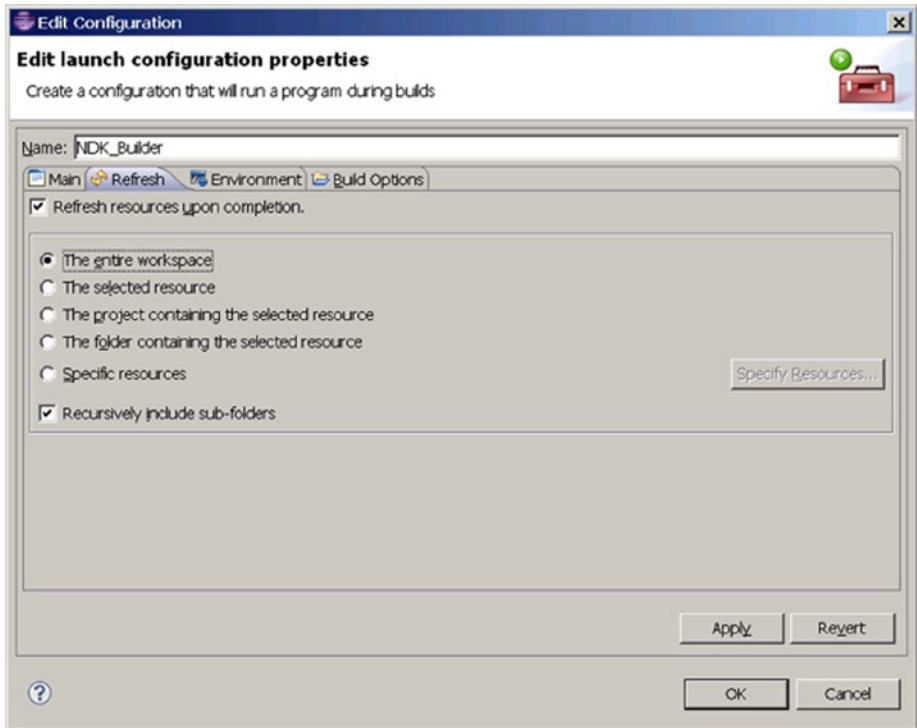 Edit Configuration
Edit launch configuration properties
Create a configuration that will run a program during builds
Name: NDK_Builder
Main Refresh Environment Build Options
Refresh resources upon completion.
The entire workspace
The selected resource
The project containing the selected resource
The folder containing the selected resource
Specific resources Specify Resources...
Recursively include sub-folders
Apply Revert
? OK Cancel